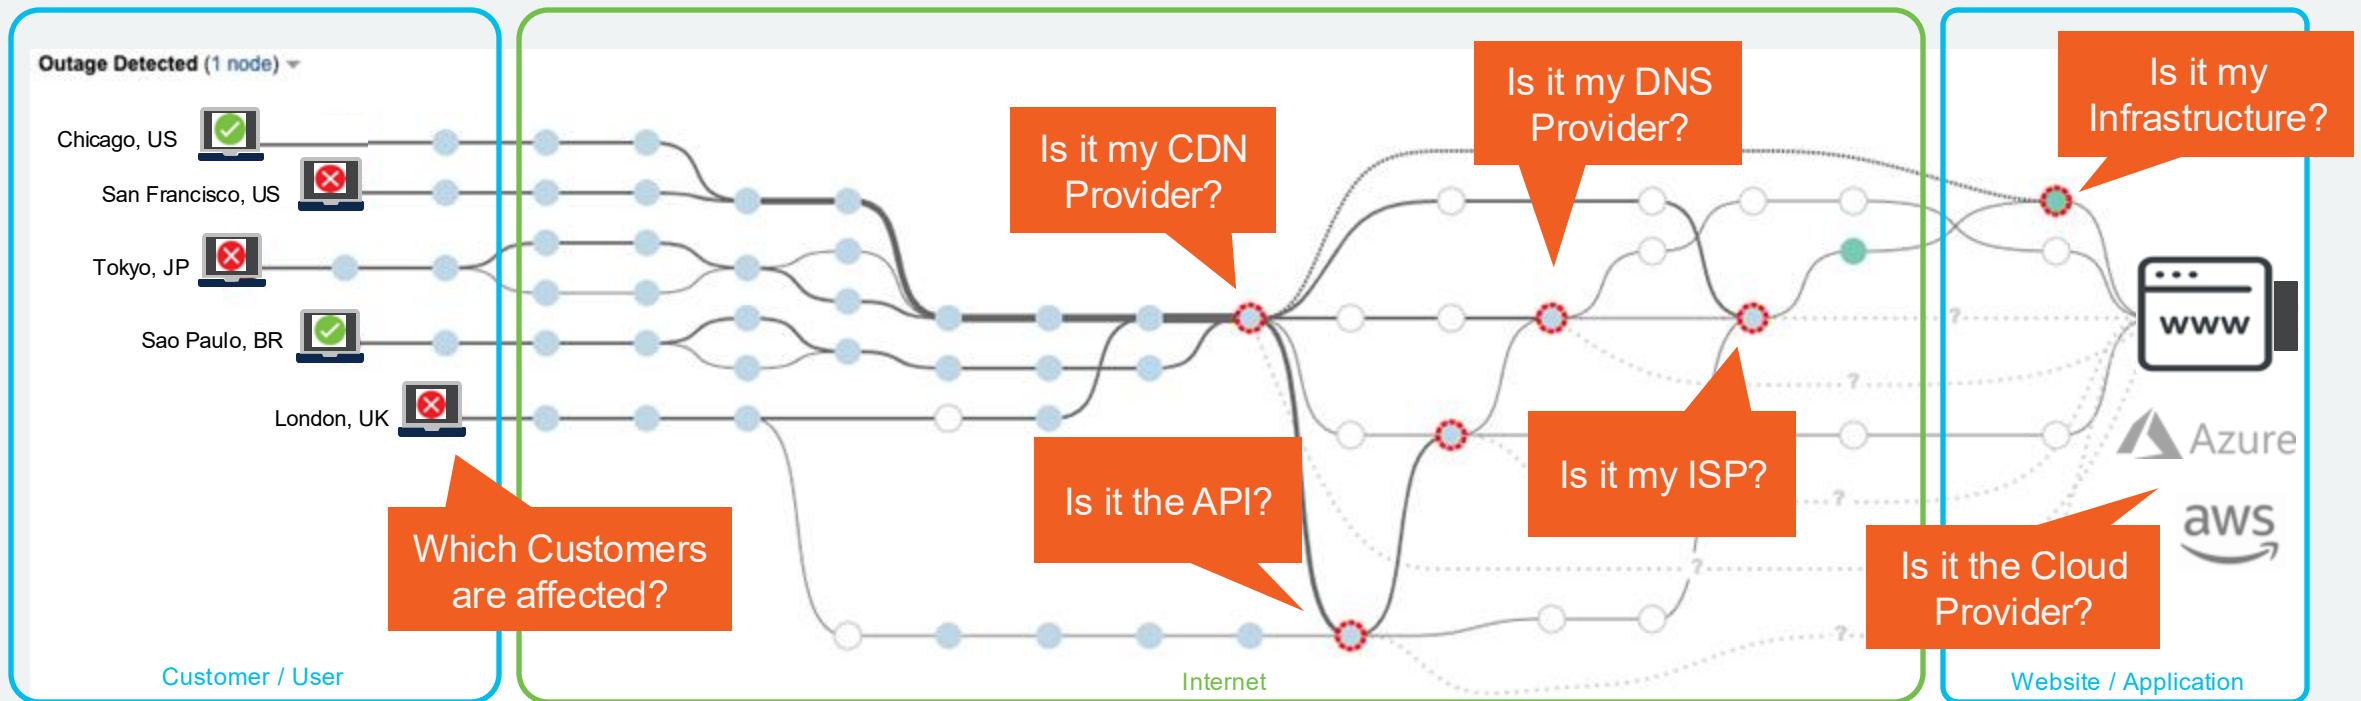 Outage Detected (1 node)
Chicago, US
San Francisco, US
Tokyo, JP
Sao Paulo, BR
London, UK
Which Customers
are affected?
Customer / User
Is it my CDN
Provider?
Is it my DNS
Provider?
Is it the API?
Is it my ISP?
?
?
?
?
?
Internet
Is it my
Infrastructure?
www
Azure
aws
Is it the Cloud
Provider?
Website / Application